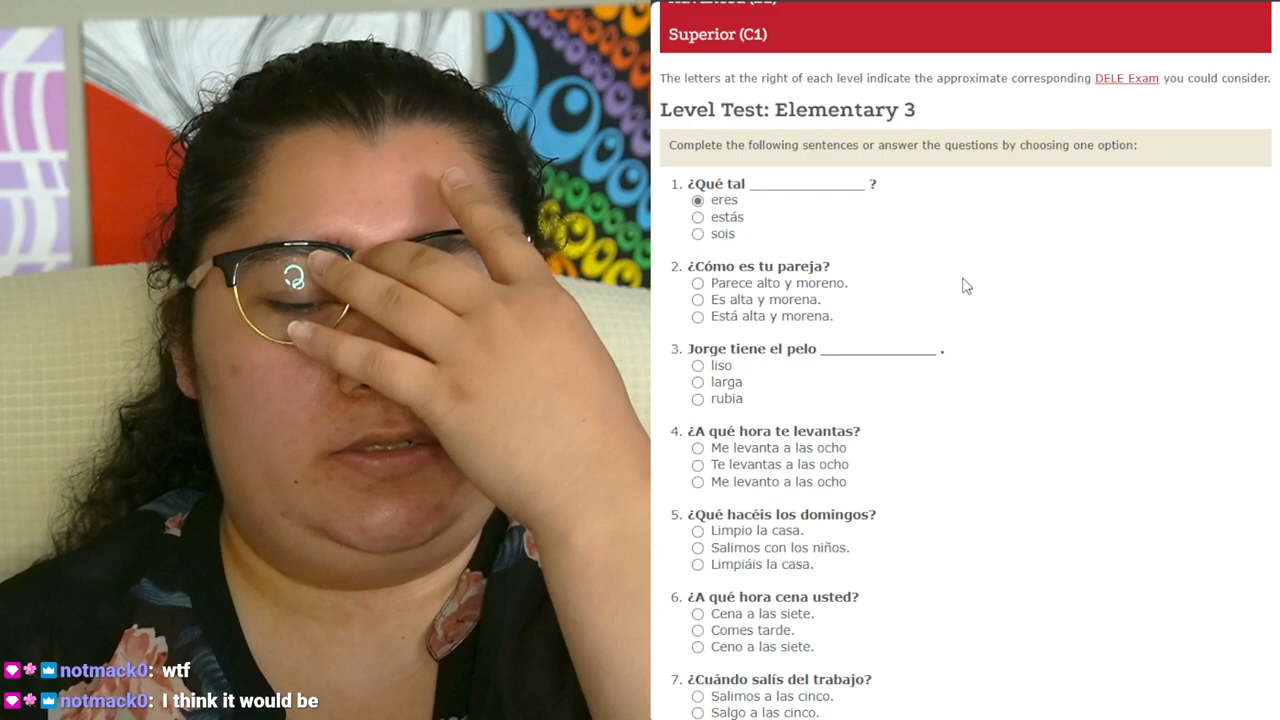 Superior (C1)
The letters at the right of each level indicate the approximate corresponding DELE Exam you could consider.
Level Test: Elementary 3
Complete the following sentences or answer the questions by choosing one option:
1. ¿Qué tal ________________ ?
eres
estás
sois
2. ¿Cómo es tu pareja?
Parece alto y moreno.
Es alta y morena.
Está alta y morena.
3. Jorge tiene el pelo ________________ .
liso
larga
rubia
4. ¿A qué hora te levantas?
Me levanta a las ocho
Te levantas a las ocho
Me levanto a las ocho
5. ¿Qué hacéis los domingos?
Limpio la casa.
Salimos con los niños.
Limpiáis la casa.
6. ¿A qué hora cena usted?
Cena a las siete.
Comes tarde.
Ceno a las siete.
7. ¿Cuándo salís del trabajo?
Salimos a las cinco.
Salgo a las cinco.
notmack0: wtf
notmack0: I think it would be